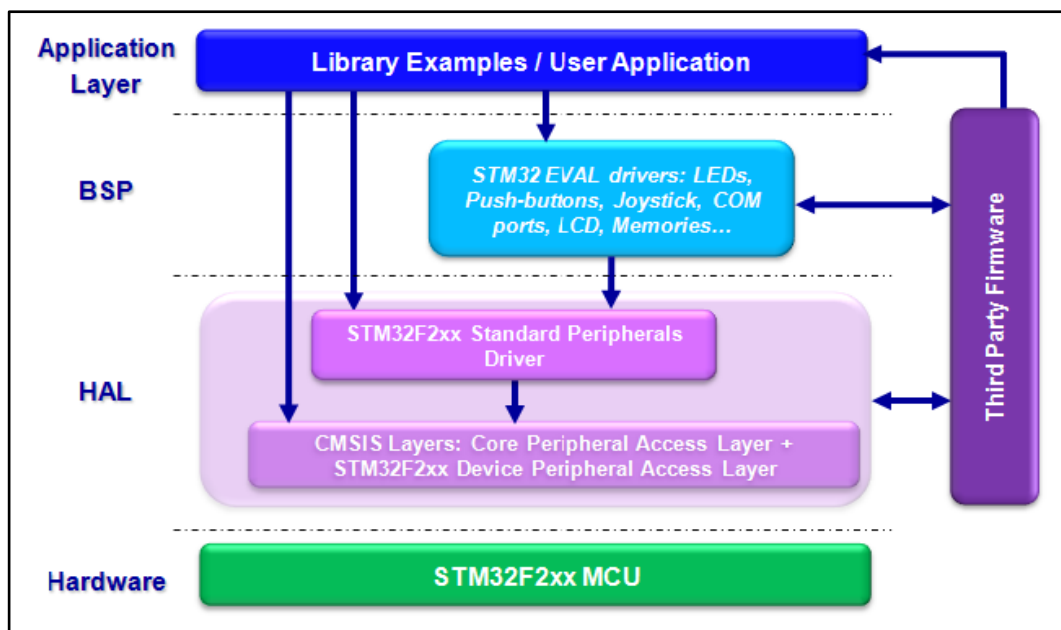 Application
Layer
Library Examples / User Application
BSP
STM32 EVAL drivers: LEDs,
Push-buttons, Joystick, COM
ports, LCD, Memories…
Third Party Firmware
HAL
STM32F2xx Standard Peripherals
Driver
CMSIS Layers: Core Peripheral Access Layer +
STM32F2xx Device Peripheral Access Layer
Hardware
STM32F2xx MCU